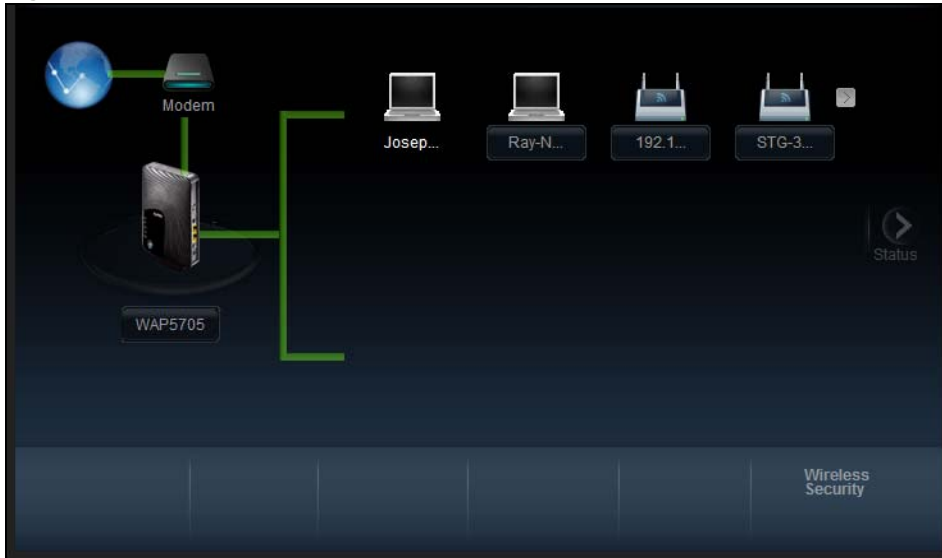 Modem
Josep...
Ray-N...
192.1...
STG-3...
Status
WAP5705
Wireless
Security